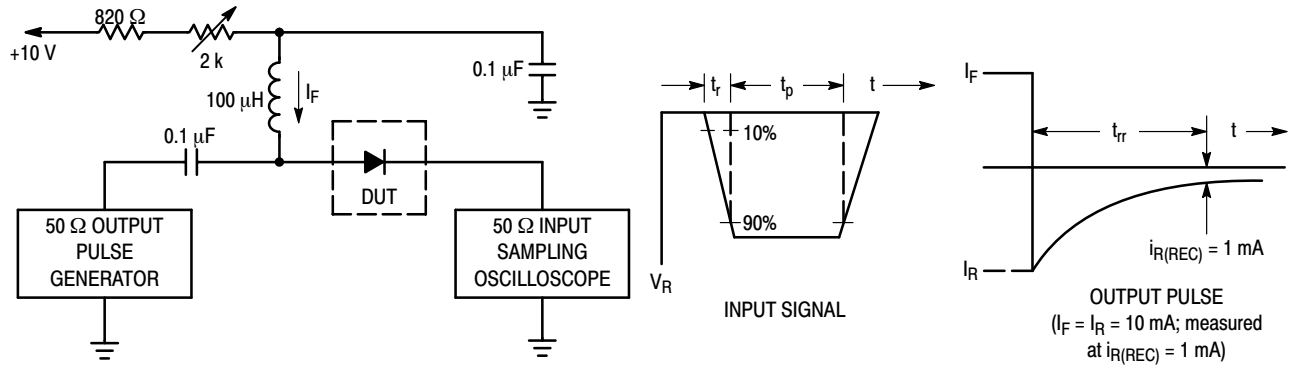 820 Ω
+10 V
2 k
0.1 μF
100 μH
I_F
0.1 μF
DUT
50 Ω OUTPUT
PULSE
GENERATOR
50 Ω INPUT
SAMPLING
OSCILLOSCOPE
t_r
t_p
t
10%
90%
V_R
INPUT SIGNAL
I_F
t_rr
t
i_R(REC) = 1 mA
I_R
OUTPUT PULSE
(I_F = I_R = 10 mA; measured
at i_R(REC) = 1 mA)